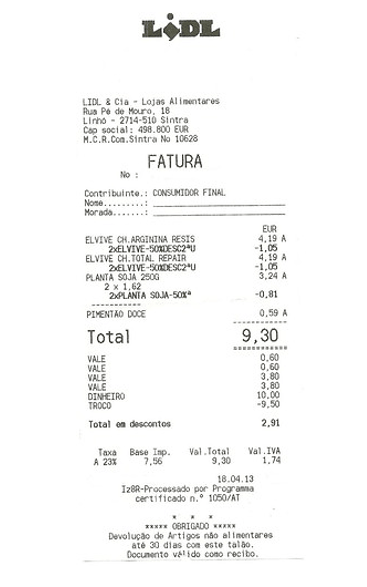 LIDL
LIDL & Cia - Lojas Alimentares
Rua Pé de Mouro, 18
Linhó - 2714-510 Sintra
Cap social: 498.800 EUR
M.C.R.Com.Sintra No 10628
FATURA
No :
Contribuinte.: CONSUMIDOR FINAL
Nome.........:
Morada.......:
EUR
ELVIVE CH.ARGININA RESIS 4,19 A
2xELVIVE-50%DESC2ªU -1,05
ELVIVE CH.TOTAL REPAIR 4,19 A
2xELVIVE-50%DESC2ªU -1,05
PLANTA SOJA 250G 3,24 A
2 x 1,62
2xPLANTA SOJA-50%ª -0,81
PIMENTÃO DOCE 0,59 A
Total 9,30
VALE 0,60
VALE 0,60
VALE 3,80
VALE 3,80
DINHEIRO 10,00
TROCO -9,50
Total em descontos 2,91
Taxa Base Imp. Val.Total Val.IVA
A 23% 7,56 9,30 1,74
18.04.13
Iz8R-Processado por Programa
certificado n.º 1050/AT
* * *
***** OBRIGADO *****
Devolução de Artigos não alimentares
até 30 dias com este talão.
Documento válido como recibo.